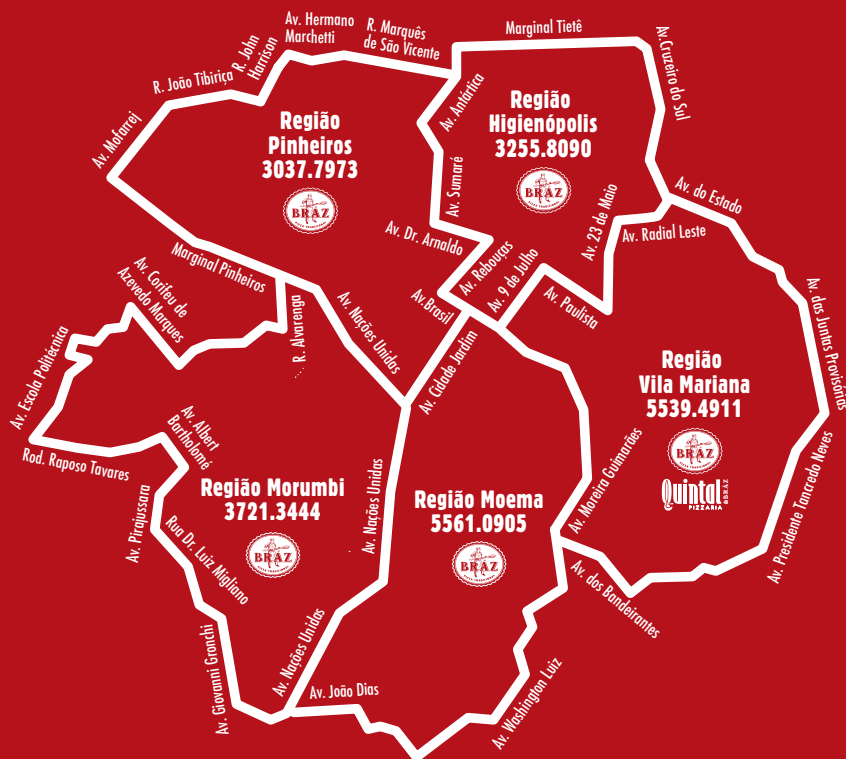 Av. Hermano
Marchetti
R. Marquês
de São Vicente
Marginal Tietê
R. John
Harrison
R. João Tibiriça
Av. Mofarrej
Av. Antártica
Av.Cruzeiro do Sul
Região
Pinheiros
3037.7973
BRAZ
Região
Higienópolis
3255.8090
BRAZ
Av. Sumaré
Av. Dr. Arnaldo
Av. Rebouças
Av. 23 de Maio
Av. do Estado
Av. Radial Leste
Marginal Pinheiros
Av. Corifeu de
Azevedo Marques
Av. Nações Unidas
Av.Brasil
Av. 9 de Julho
Av. Paulista
R. Alvarenga
Av. Cidade Jardim
Av. das Juntas Provisórias
Av. Escola Politécnica
Região
Vila Mariana
5539.4911
BRAZ
Quintal
DO BRAZ
PIZZARIA
Rod. Raposo Tavares
Av. Albert
Bartholomé
Av. Moreira Guimarães
Av. Presidente Tancredo Neves
Região Morumbi
3721.3444
BRAZ
Av. Nações Unidas
Região Moema
5561.0905
BRAZ
Av. Pirajussara
Rua Dr. Luiz Migliano
Av. dos Bandeirantes
Av. Giovanni Gronchi
Av. Nações Unidas
Av. João Dias
Av. Washington Luiz